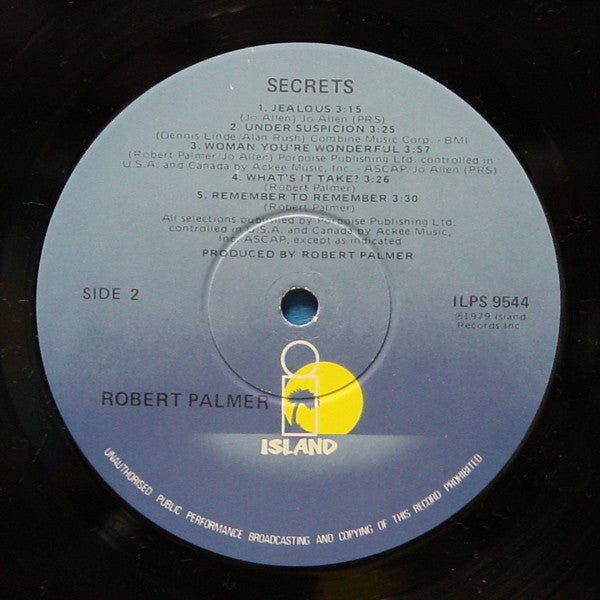 SECRETS
1. JEALOUS 3:15
(Jo Allen) Jo Allen (PRS)
2. UNDER SUSPICION 3:25
(Dennis Linde/Alan Rush) Combine Music Corp. - BMI
3. WOMAN YOU'RE WONDERFUL 3:57
(Robert Palmer/Jo Allen) Porpoise Publishing Ltd. controlled in
U.S.A. and Canada by Ackee Music, Inc. - ASCAP/Jo Allen (PRS)
4. WHAT'S IT TAKE? 3:26
(Robert Palmer)
5. REMEMBER TO REMEMBER 3:30
(Robert Palmer)
All selections published by Porpoise Publishing Ltd.
controlled in U.S.A. and Canada by Ackee Music,
Inc. ASCAP, except as indicated
PRODUCED BY ROBERT PALMER
SIDE 2
ILPS 9544
℗1979 Island
Records Inc.
ROBERT PALMER
ISLAND
UNAUTHORISED PUBLIC PERFORMANCE BROADCASTING AND COPYING OF THIS RECORD PROHIBITED